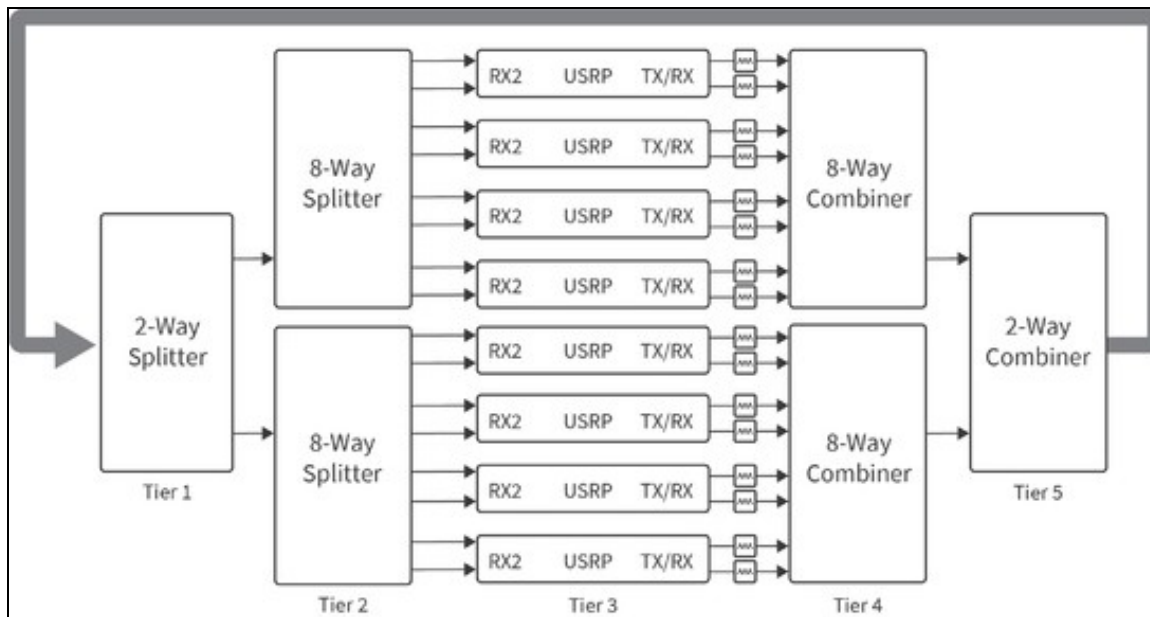 8-Way
Splitter
RX2 USRP TX/RX
RX2 USRP TX/RX
RX2 USRP TX/RX
RX2 USRP TX/RX
8-Way
Combiner
2-Way
Splitter
Tier 1
8-Way
Splitter
Tier 2
RX2 USRP TX/RX
RX2 USRP TX/RX
RX2 USRP TX/RX
RX2 USRP TX/RX
Tier 3
8-Way
Combiner
Tier 4
2-Way
Combiner
Tier 5